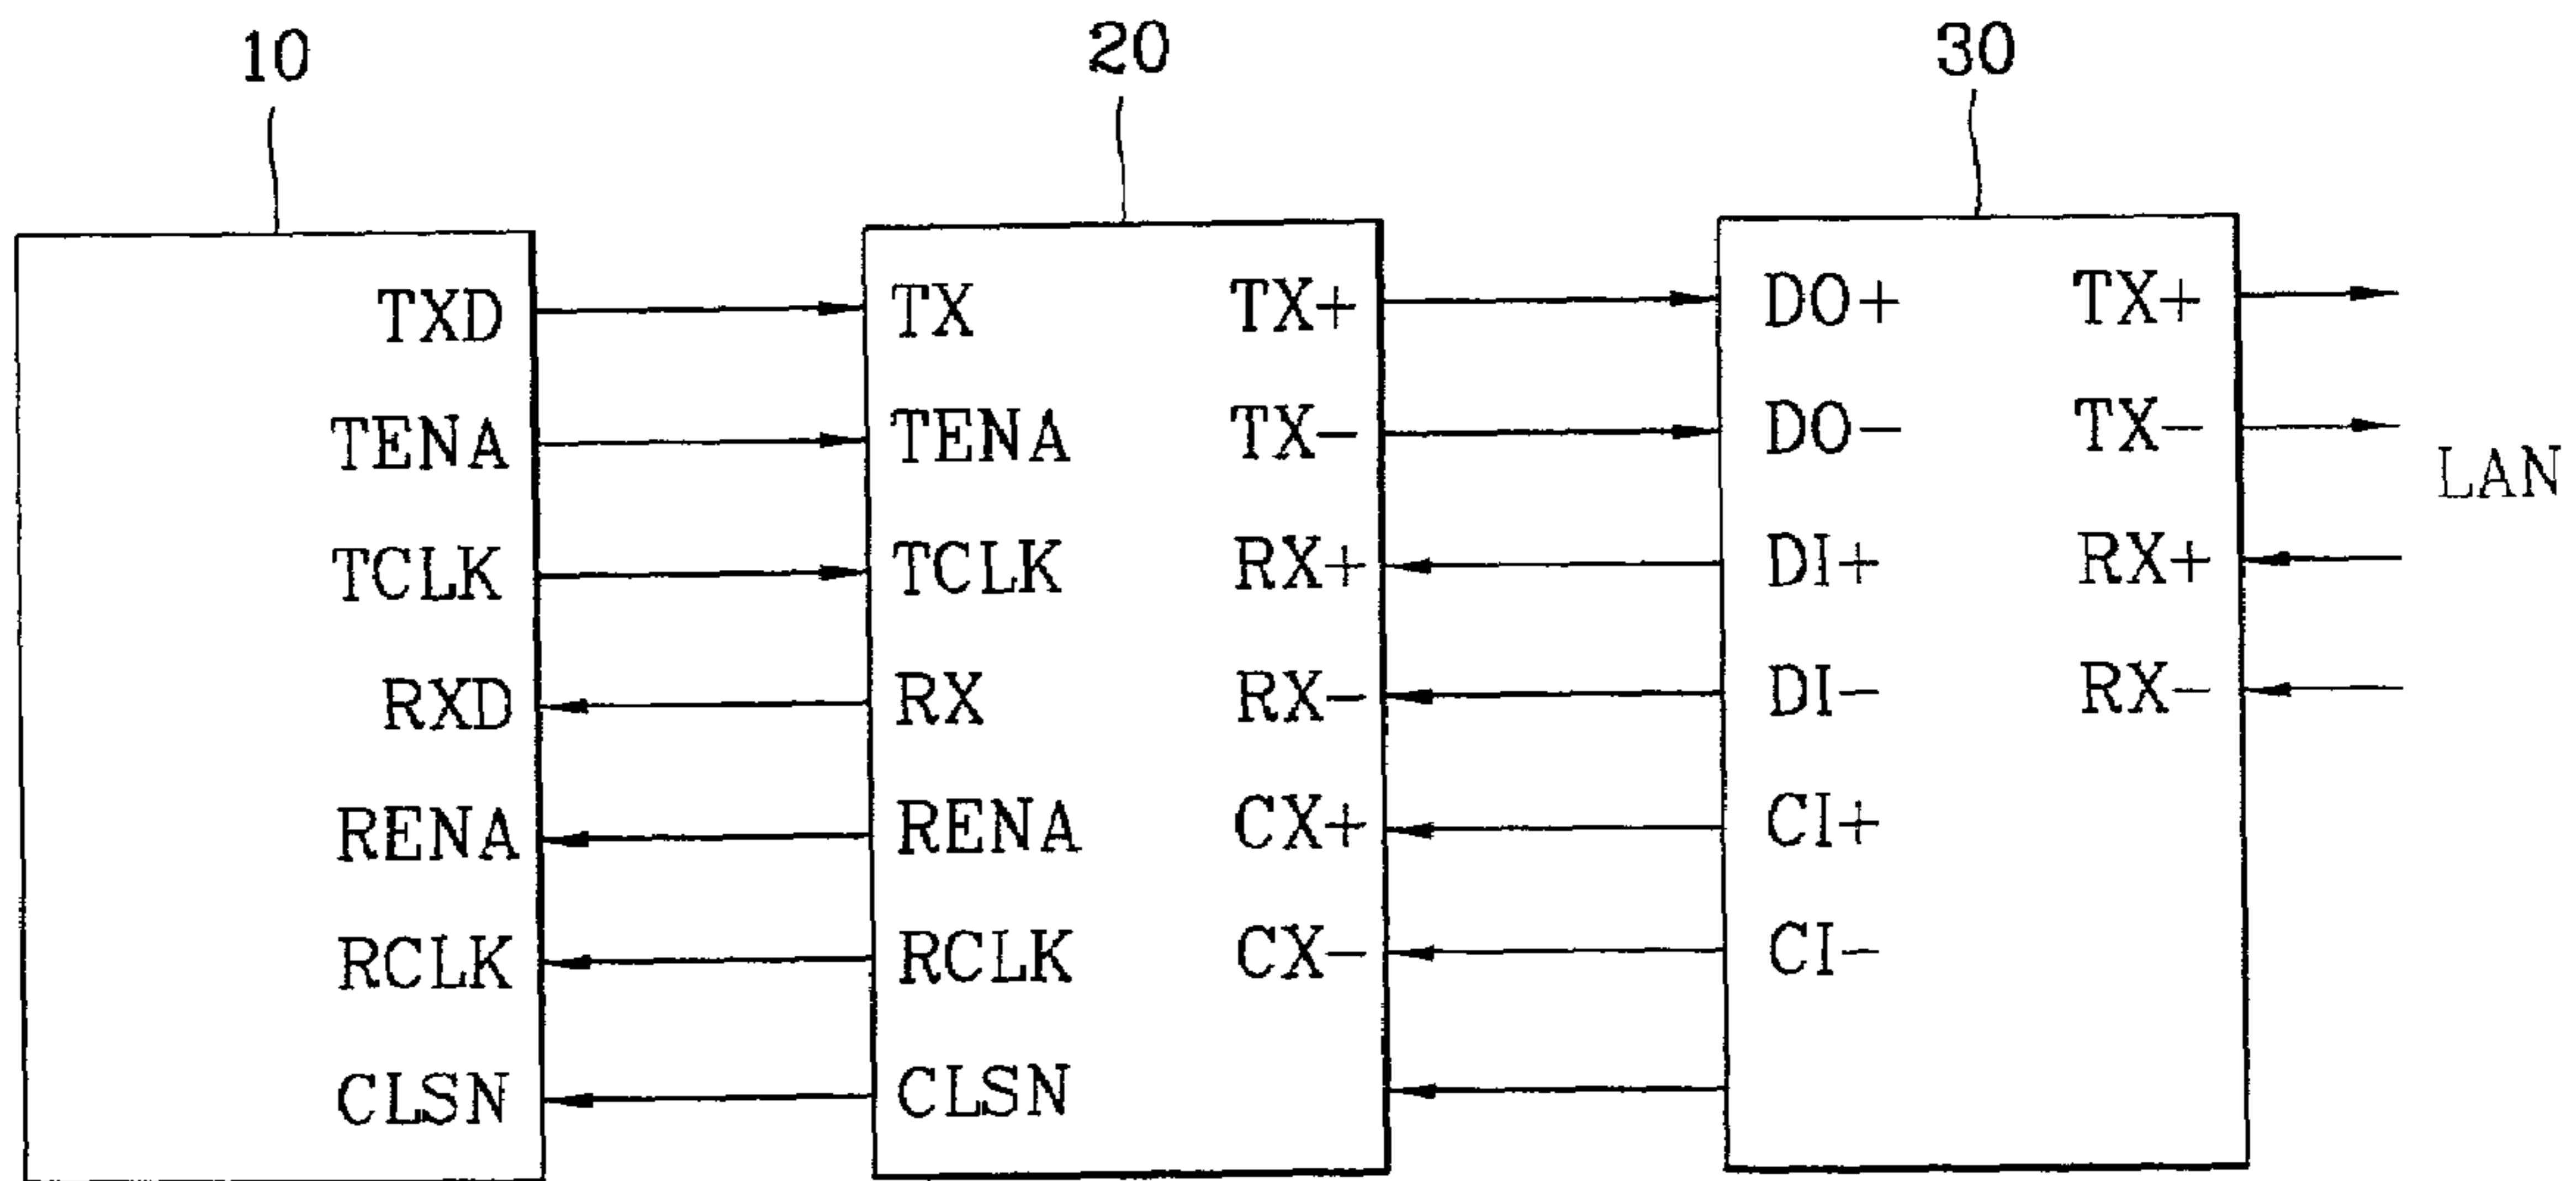 10 20 30
TXD TX TX+ DO+ TX+
TENA TENA TX- DO- TX-
LAN
TCLK TCLK RX+ DI+ RX+
RXD RX RX- DI- RX-
RENA RENA CX+ CI+
RCLK RCLK CX- CI-
CLSN CLSN